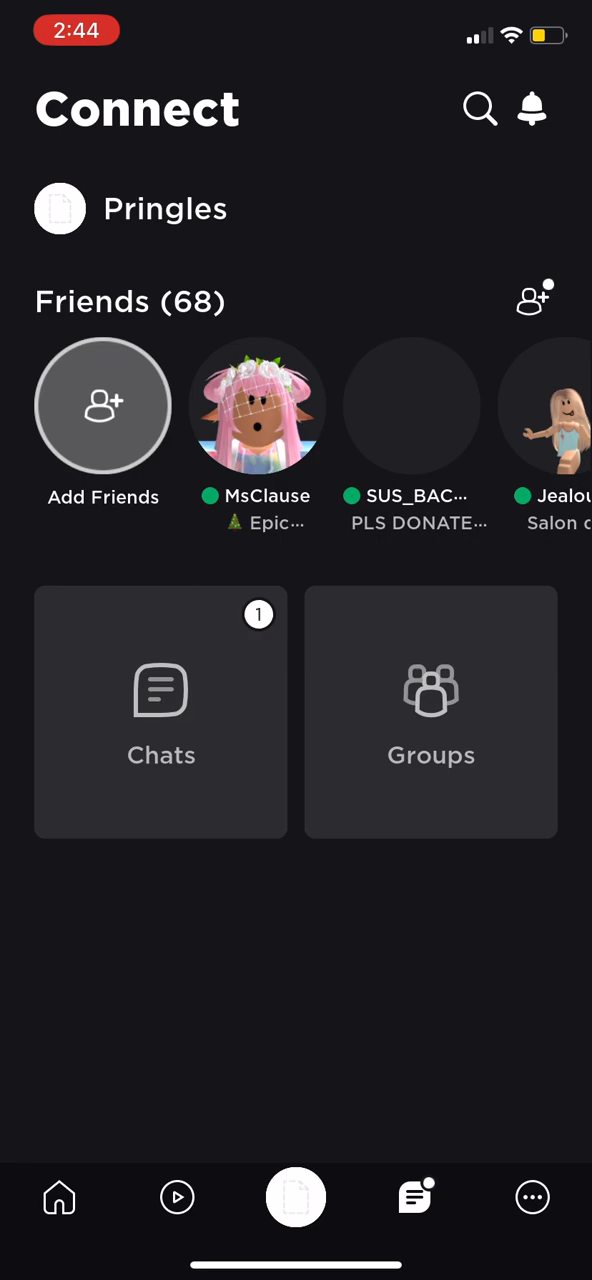 2:44
Connect
Pringles
Friends (68)
Add Friends
MsClause
🎄 Epic...
SUS_BAC...
PLS DONATE...
Jealou
Salon c
1
Chats
Groups